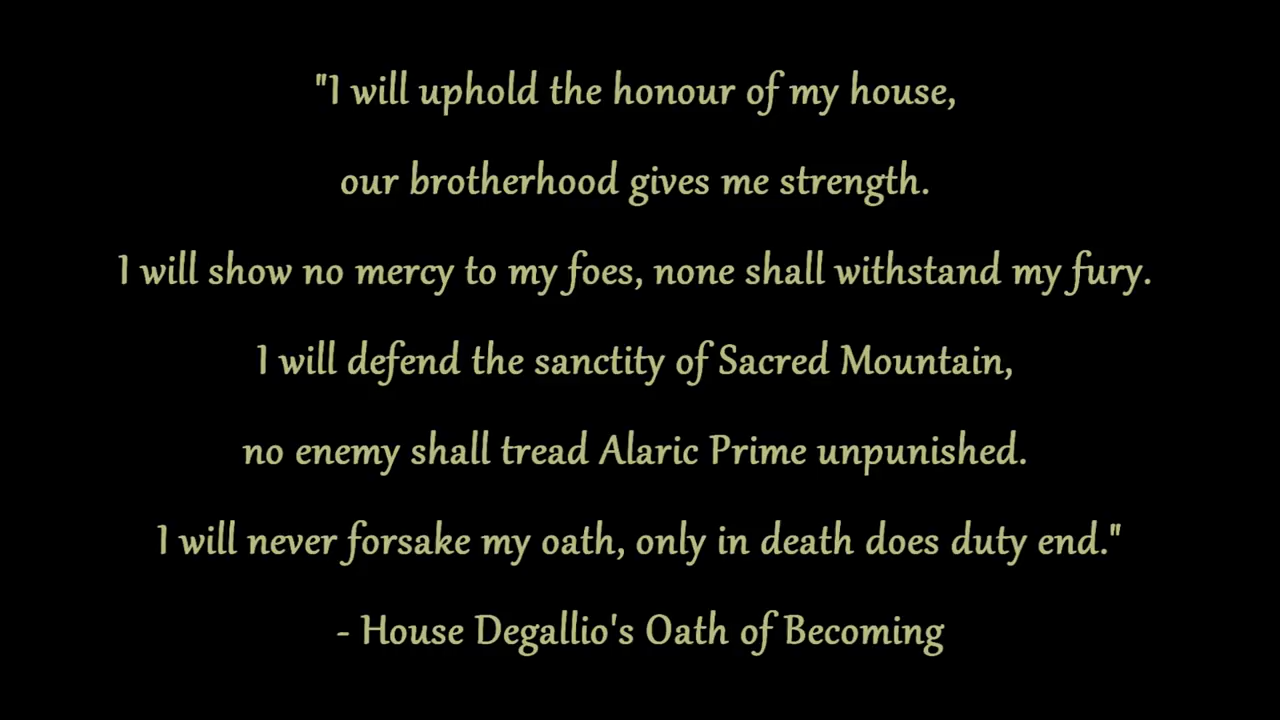 "I will uphold the honour of my house,
our brotherhood gives me strength.
I will show no mercy to my foes, none shall withstand my fury.
I will defend the sanctity of Sacred Mountain,
no enemy shall tread Alaric Prime unpunished.
I will never forsake my oath, only in death does duty end."
- House Degallio's Oath of Becoming